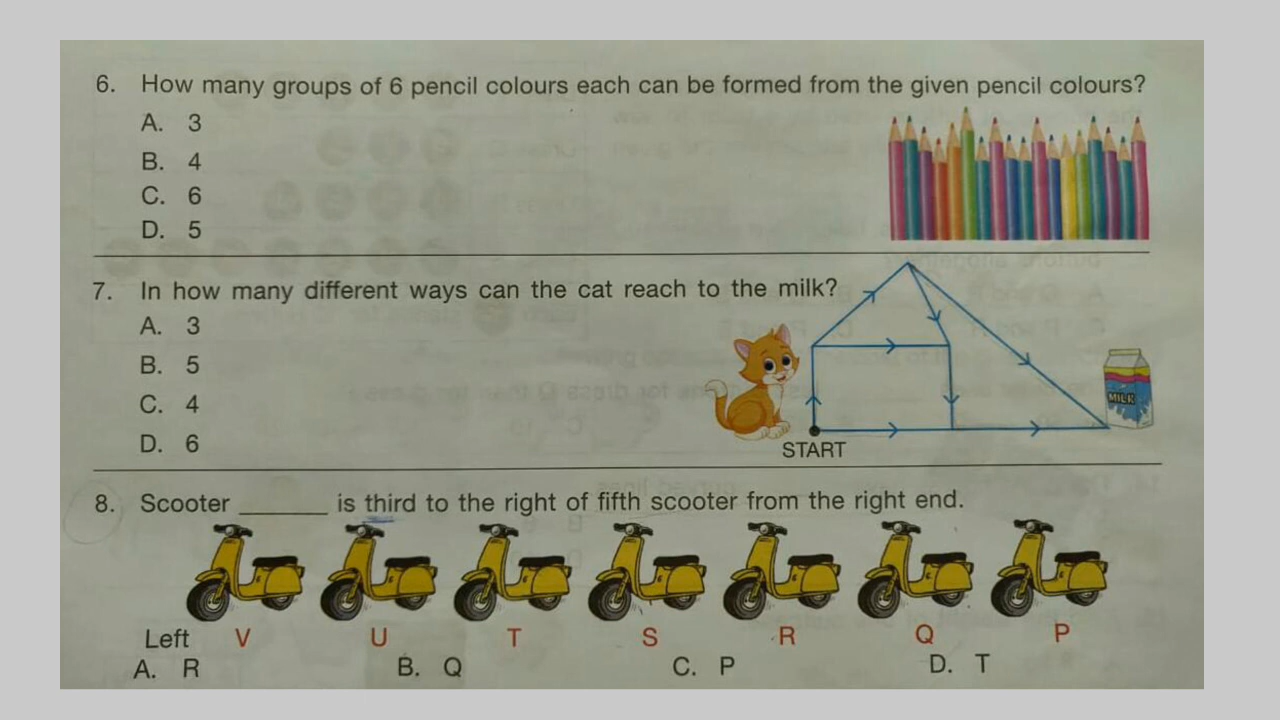 6. How many groups of 6 pencil colours each can be formed from the given pencil colours?
A. 3
B. 4
C. 6
D. 5
7. In how many different ways can the cat reach to the milk?
A. 3
B. 5
C. 4
D. 6
MILK
START
8. Scooter ________ is third to the right of fifth scooter from the right end.
Left V U T S R Q P
A. R B. Q C. P D. T